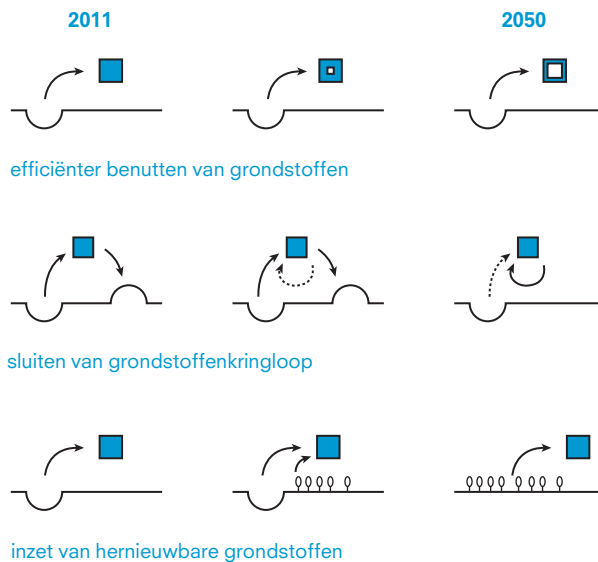 2011
2050
efficiënter benutten van grondstoffen
sluiten van grondstoffenkringloop
inzet van hernieuwbare grondstoffen